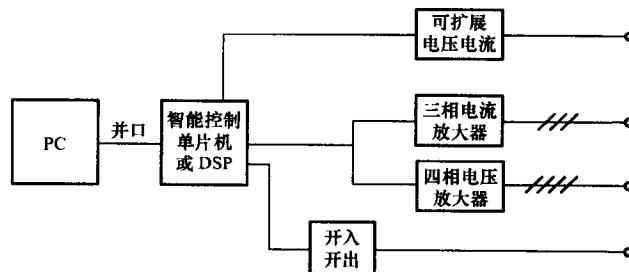 可扩展
电压电流
PC
并口
智能控制
单片机
或 DSP
三相电流
放大器
四相电压
放大器
开入
开出